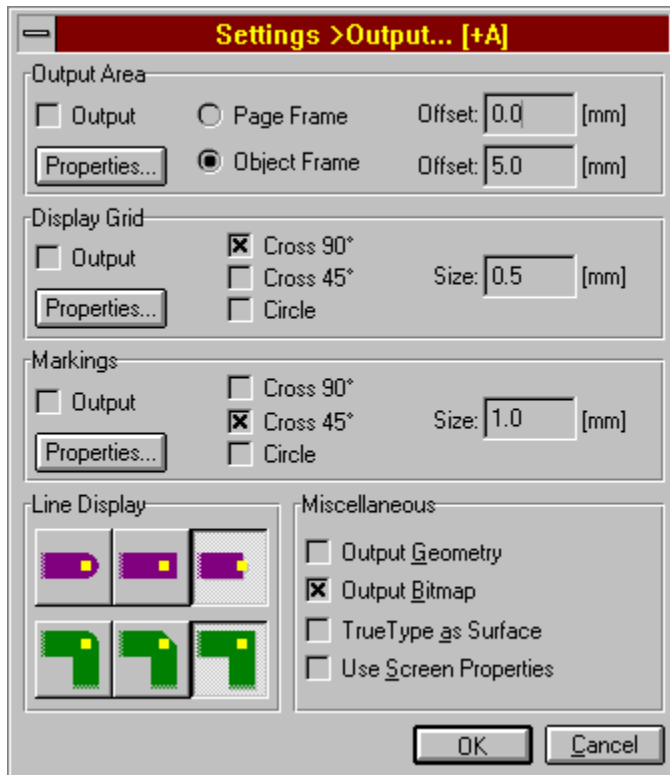 Settings >Output... [+A]
Output Area
Output
Page Frame
Offset: 0.0 [mm]
Properties...
Object Frame
Offset: 5.0 [mm]
Display Grid
Output
Cross 90°
Cross 45°
Circle
Size: 0.5 [mm]
Properties...
Markings
Output
Cross 90°
Cross 45°
Circle
Size: 1.0 [mm]
Properties...
Line Display
Miscellaneous
Output Geometry
Output Bitmap
TrueType as Surface
Use Screen Properties
OK
Cancel